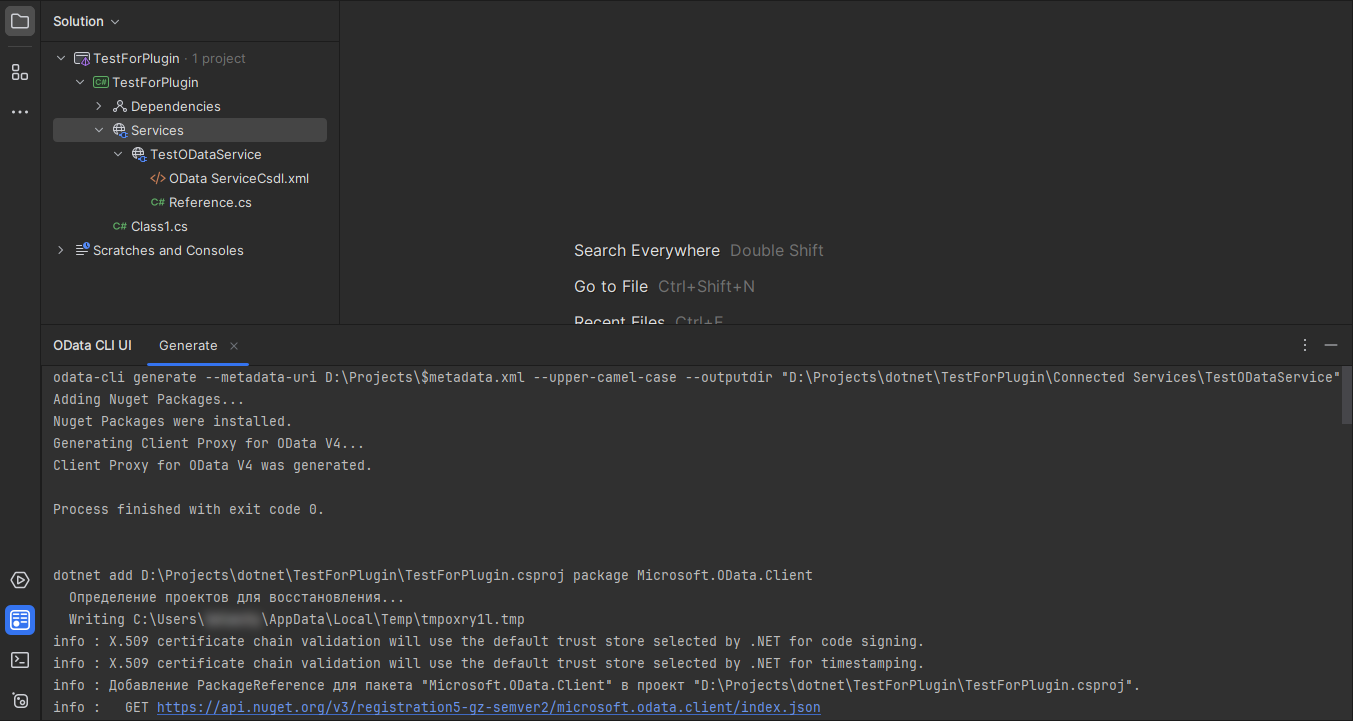 Solution
TestForPlugin · 1 project
C# TestForPlugin
Dependencies
Services
TestODataService
</> OData ServiceCsdl.xml
C# Reference.cs
C# Class1.cs
Scratches and Consoles
Search Everywhere Double Shift
Go to File Ctrl+Shift+N
Recent Files Ctrl+E
OData CLI UI Generate
odata-cli generate --metadata-uri D:\Projects\$metadata.xml --upper-camel-case --outputdir "D:\Projects\dotnet\TestForPlugin\Connected Services\TestODataService"
Adding Nuget Packages...
Nuget Packages were installed.
Generating Client Proxy for OData V4...
Client Proxy for OData V4 was generated.
Process finished with exit code 0.
dotnet add D:\Projects\dotnet\TestForPlugin\TestForPlugin.csproj package Microsoft.OData.Client
Определение проектов для восстановления...
Writing C:\Users\ \AppData\Local\Temp\tmpoxry1l.tmp
info : X.509 certificate chain validation will use the default trust store selected by .NET for code signing.
info : X.509 certificate chain validation will use the default trust store selected by .NET for timestamping.
info : Добавление PackageReference для пакета "Microsoft.OData.Client" в проект "D:\Projects\dotnet\TestForPlugin\TestForPlugin.csproj".
info :   GET https://api.nuget.org/v3/registration5-gz-semver2/microsoft.odata.client/index.json